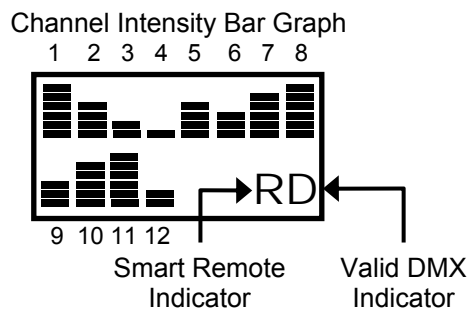 Channel Intensity Bar Graph
1 2 3 4 5 6 7 8
RD
9 10 11 12
Smart Remote
Indicator
Valid DMX
Indicator